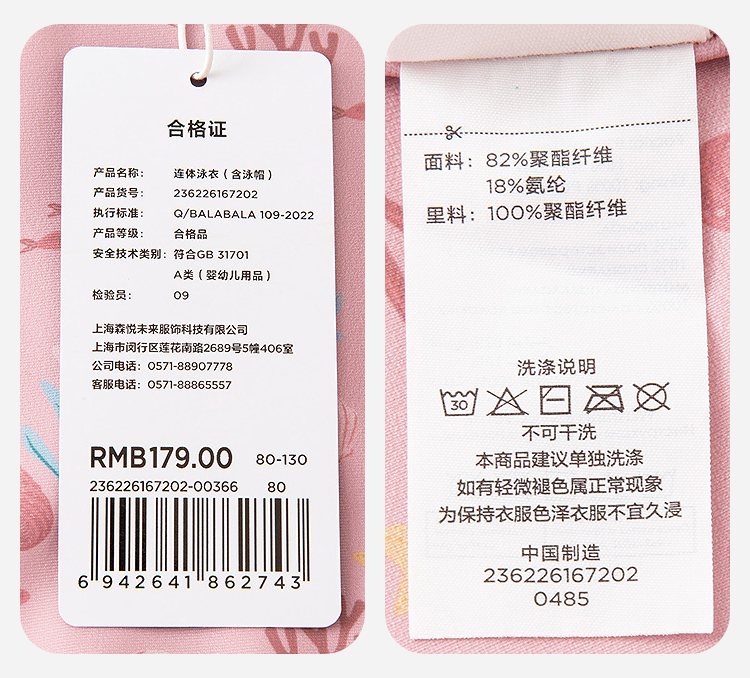 合格证
产品名称: 连体泳衣（含泳帽）
产品货号: 236226167202
执行标准: Q/BALABALA 109-2022
产品等级: 合格品
安全技术类别: 符合GB 31701
A类（婴幼儿用品）
检验员: 09
上海森悦未来服饰科技有限公司
上海市闵行区莲花南路2689号5幢406室
公司电话: 0571-88907778
客服电话: 0571-88865557
RMB179.00 80-130
236226167202-00366 80
6 942641 862743
面料: 82%聚酯纤维
18%氨纶
里料: 100%聚酯纤维
洗涤说明
30
不可干洗
本商品建议单独洗涤
如有轻微褪色属正常现象
为保持衣服色泽衣服不宜久浸
中国制造
236226167202
0485